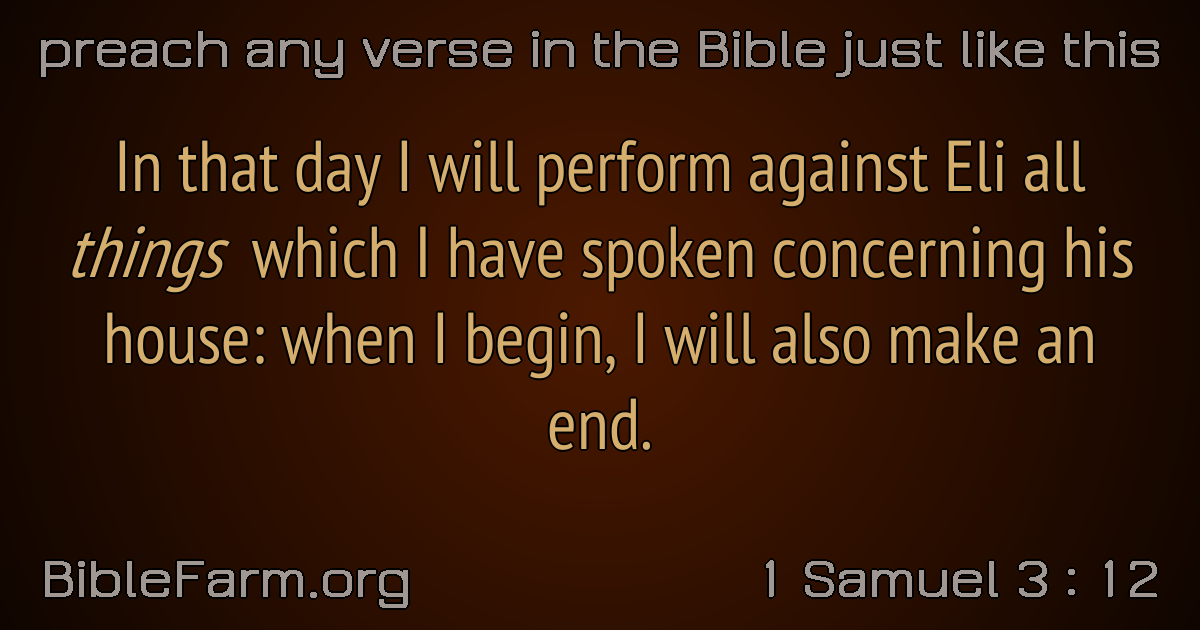 preach any verse in the Bible just like this
In that day I will perform against Eli all
things which I have spoken concerning his
house: when I begin, I will also make an
end.
BibleFarm.org
1 Samuel 3 : 12